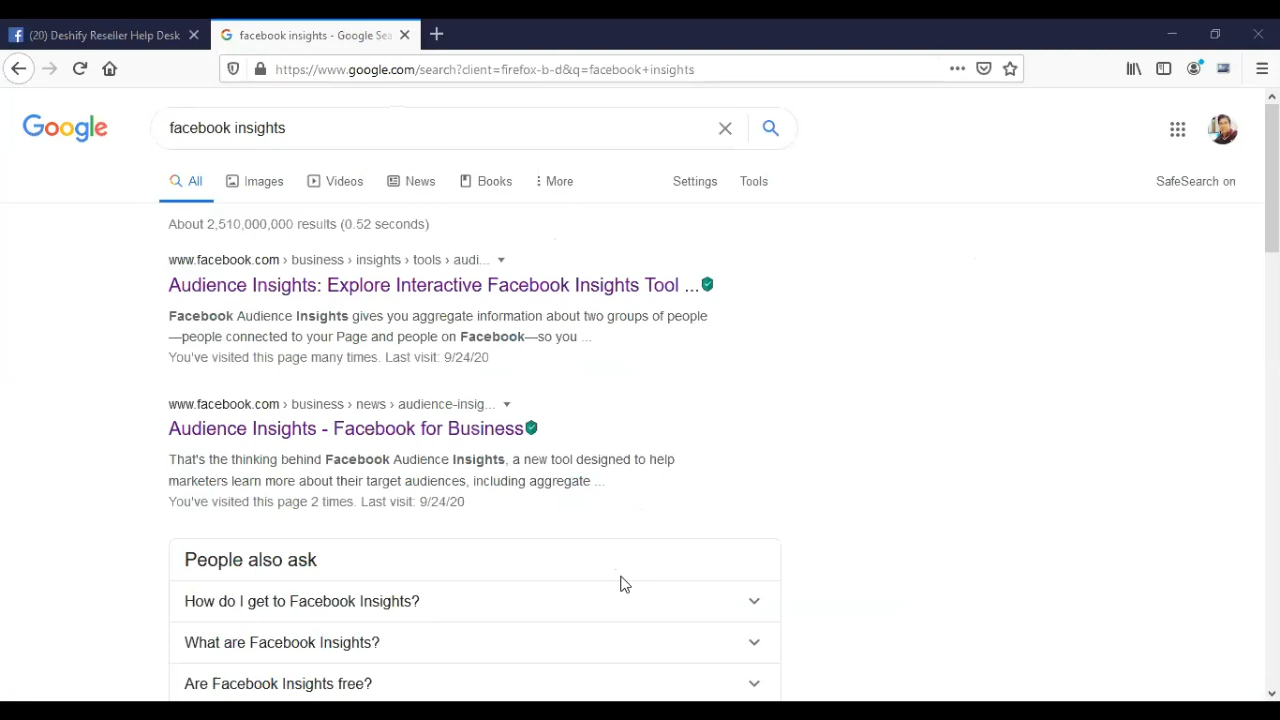 (20) Deshify Reseller Help Desk
facebook insights - Google Sea
https://www.google.com/search?client=firefox-b-d&q=facebook+insights
Google
facebook insights
All Images Videos News Books More Settings Tools SafeSearch on
About 2,510,000,000 results (0.52 seconds)
www.facebook.com › business › insights › tools › audi...
Audience Insights: Explore Interactive Facebook Insights Tool ...
Facebook Audience Insights gives you aggregate information about two groups of people
—people connected to your Page and people on Facebook—so you ...
You've visited this page many times. Last visit: 9/24/20
www.facebook.com › business › news › audience-insig...
Audience Insights - Facebook for Business
That's the thinking behind Facebook Audience Insights, a new tool designed to help
marketers learn more about their target audiences, including aggregate ...
You've visited this page 2 times. Last visit: 9/24/20
People also ask
How do I get to Facebook Insights?
What are Facebook Insights?
Are Facebook Insights free?